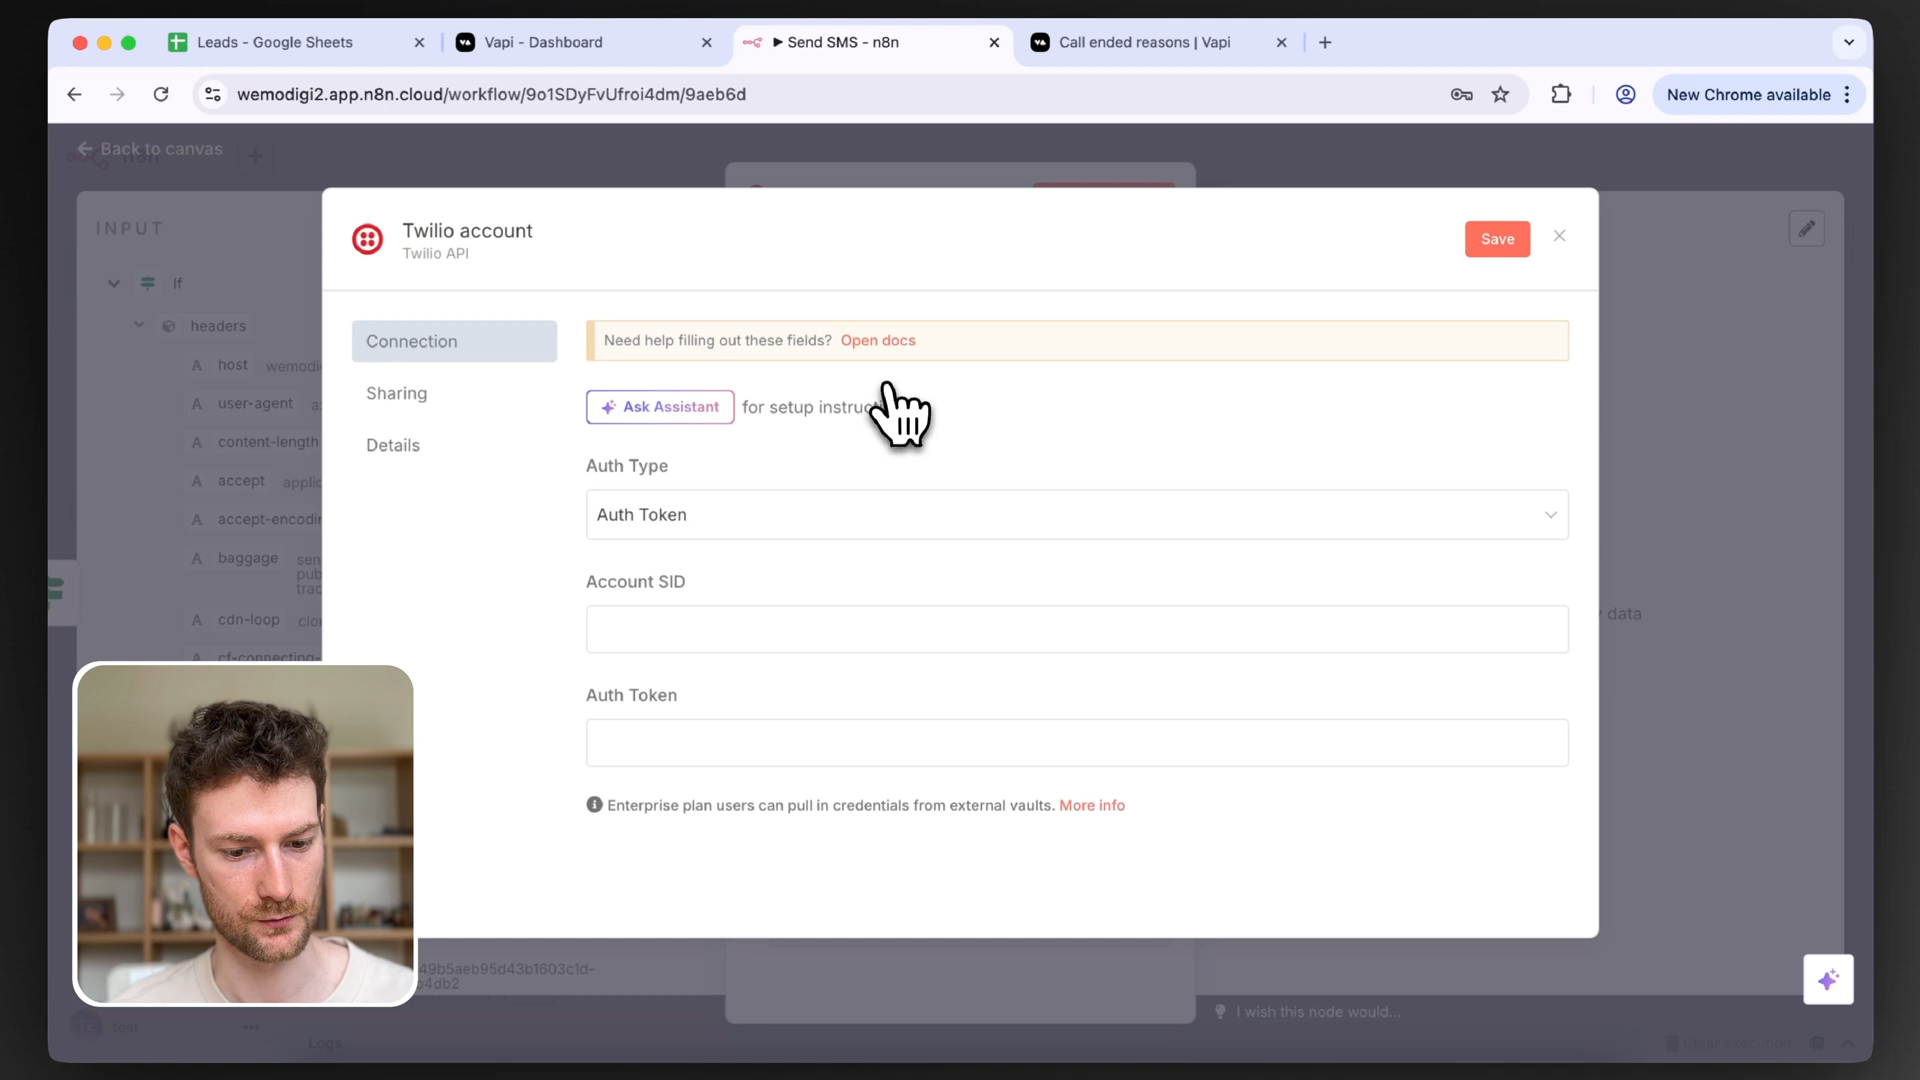 Leads - Google Sheets
Vapi - Dashboard
Send SMS - n8n
Call ended reasons | Vapi
wemodigi2.app.n8n.cloud/workflow/9o1SDyFvUfroi4dm/9aeb6d
New Chrome available
Back to canvas
INPUT
If
headers
host wemodi
user-agent
content-length
accept applic
accept-encodin
baggage sen
pub
trac
cdn-loop clo
cf-connecting-
Twilio account
Twilio API
Save
Connection
Sharing
Details
Need help filling out these fields? Open docs
Ask Assistant for setup instruc
Auth Type
Auth Token
Account SID
Auth Token
Enterprise plan users can pull in credentials from external vaults. More info
data
49b5aeb95d43b1603c1d-
4db2
I wish this node would...
test
Logs
Clear execution